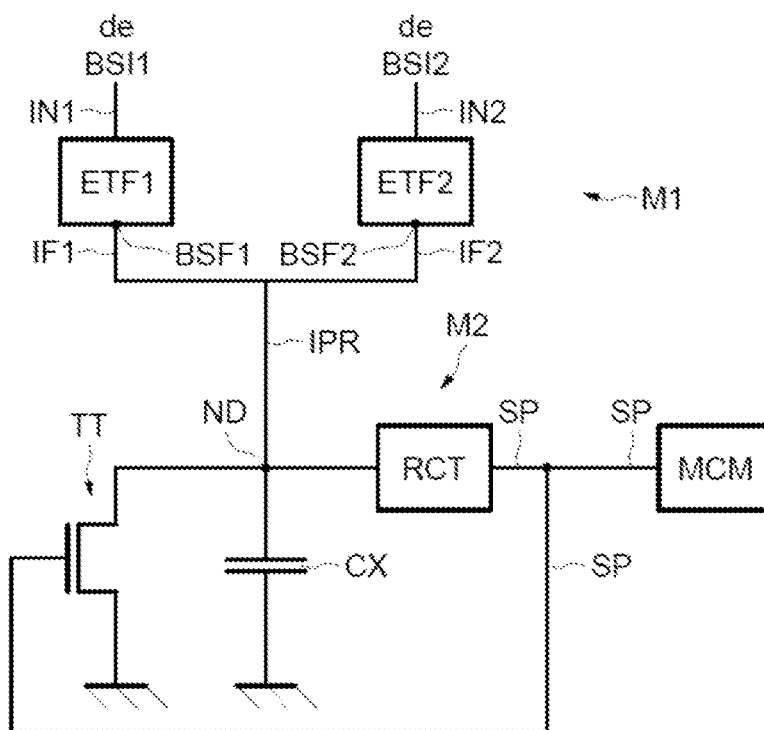 de
BSI1
de
BSI2
IN1
IN2
ETF1
ETF2
M1
IF1
BSF1
BSF2
IF2
IPR
M2
TT
ND
SP
SP
RCT
MCM
CX
SP